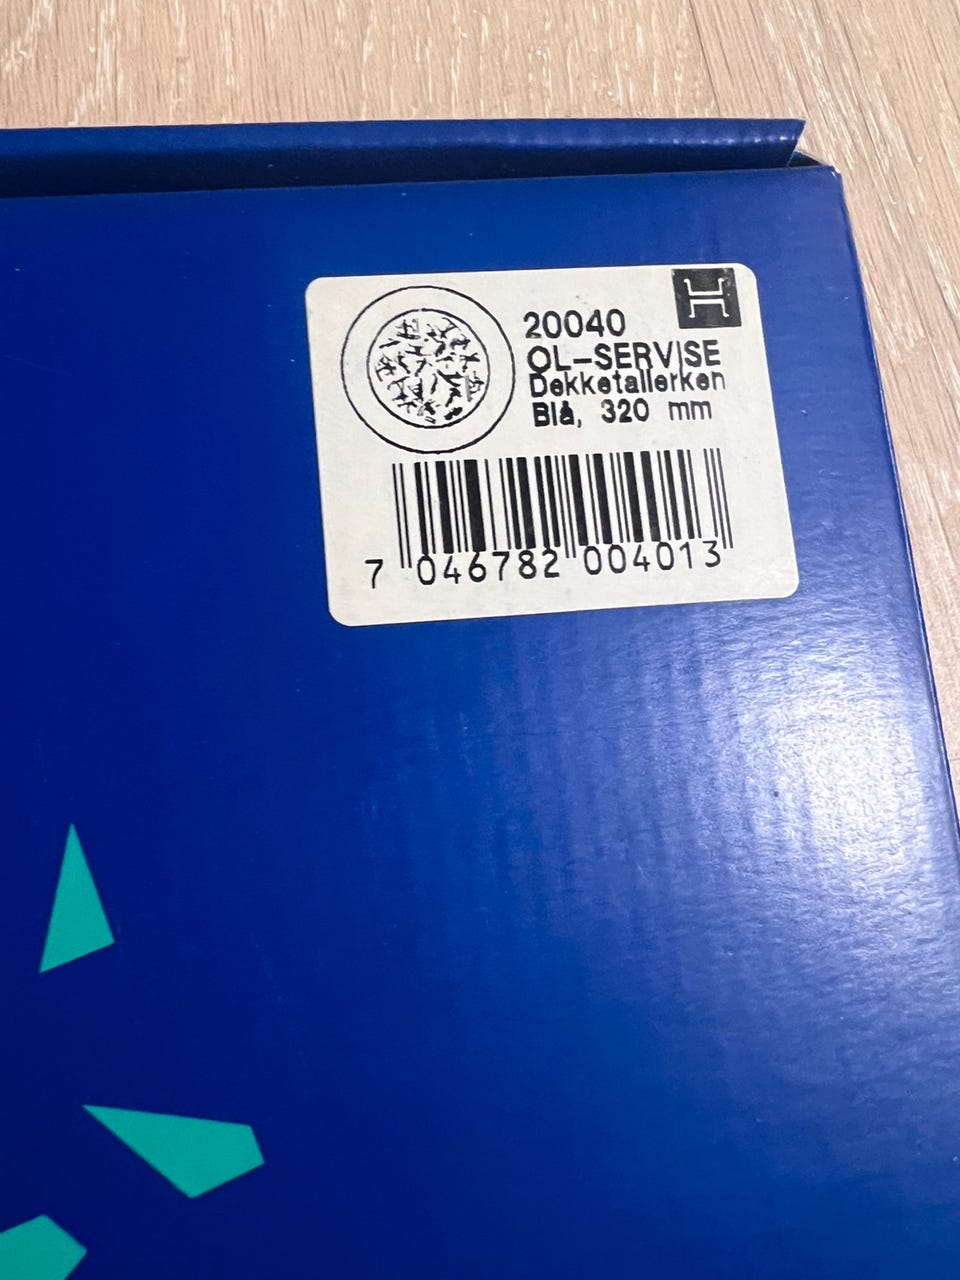 20040
OL-SERVISE
Dekketallerken
Blå, 320 mm
7 046782 004013